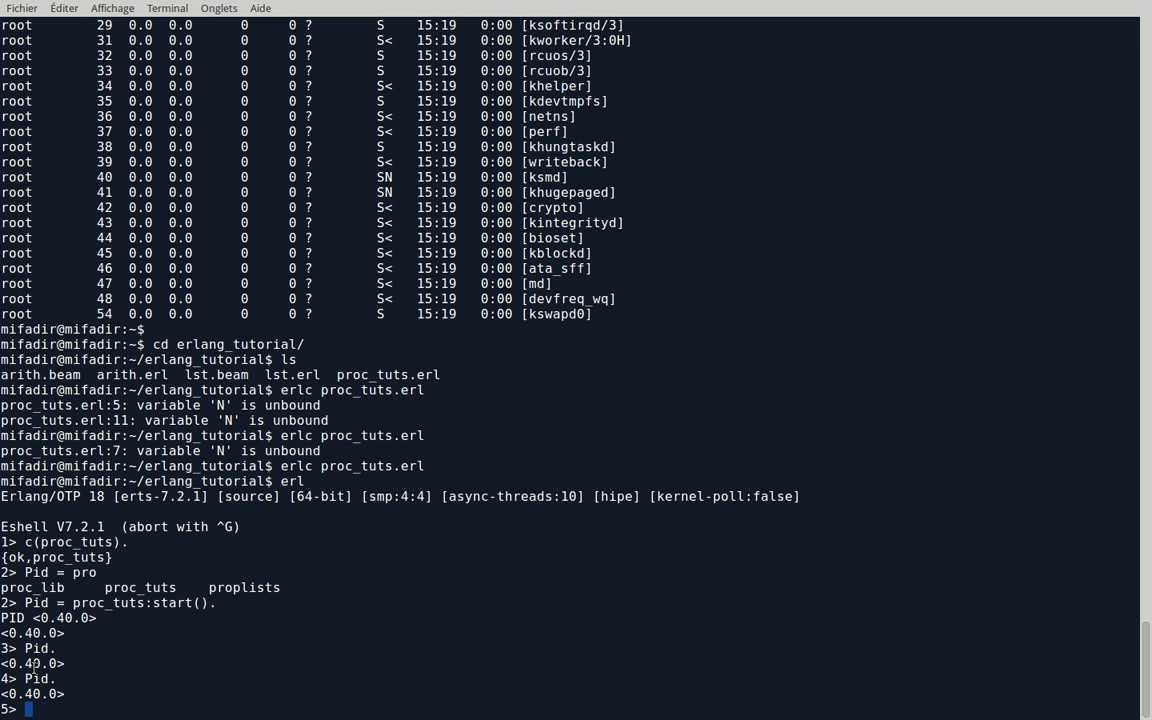 Fichier Éditer Affichage Terminal Onglets Aide
root 29 0.0 0.0 0 0 ? S 15:19 0:00 [ksoftirqd/3]
root 31 0.0 0.0 0 0 ? S< 15:19 0:00 [kworker/3:0H]
root 32 0.0 0.0 0 0 ? S 15:19 0:00 [rcuos/3]
root 33 0.0 0.0 0 0 ? S 15:19 0:00 [rcuob/3]
root 34 0.0 0.0 0 0 ? S< 15:19 0:00 [khelper]
root 35 0.0 0.0 0 0 ? S 15:19 0:00 [kdevtmpfs]
root 36 0.0 0.0 0 0 ? S< 15:19 0:00 [netns]
root 37 0.0 0.0 0 0 ? S< 15:19 0:00 [perf]
root 38 0.0 0.0 0 0 ? S 15:19 0:00 [khungtaskd]
root 39 0.0 0.0 0 0 ? S< 15:19 0:00 [writeback]
root 40 0.0 0.0 0 0 ? SN 15:19 0:00 [ksmd]
root 41 0.0 0.0 0 0 ? SN 15:19 0:00 [khugepaged]
root 42 0.0 0.0 0 0 ? S< 15:19 0:00 [crypto]
root 43 0.0 0.0 0 0 ? S< 15:19 0:00 [kintegrityd]
root 44 0.0 0.0 0 0 ? S< 15:19 0:00 [bioset]
root 45 0.0 0.0 0 0 ? S< 15:19 0:00 [kblockd]
root 46 0.0 0.0 0 0 ? S< 15:19 0:00 [ata_sff]
root 47 0.0 0.0 0 0 ? S< 15:19 0:00 [md]
root 48 0.0 0.0 0 0 ? S< 15:19 0:00 [devfreq_wq]
root 54 0.0 0.0 0 0 ? S 15:19 0:00 [kswapd0]
mifadir@mifadir:~$
mifadir@mifadir:~$ cd erlang_tutorial/
mifadir@mifadir:~/erlang_tutorial$ ls
arith.beam arith.erl lst.beam lst.erl proc_tuts.erl
mifadir@mifadir:~/erlang_tutorial$ erlc proc_tuts.erl
proc_tuts.erl:5: variable 'N' is unbound
proc_tuts.erl:11: variable 'N' is unbound
mifadir@mifadir:~/erlang_tutorial$ erlc proc_tuts.erl
proc_tuts.erl:7: variable 'N' is unbound
mifadir@mifadir:~/erlang_tutorial$ erlc proc_tuts.erl
mifadir@mifadir:~/erlang_tutorial$ erl
Erlang/OTP 18 [erts-7.2.1] [source] [64-bit] [smp:4:4] [async-threads:10] [hipe] [kernel-poll:false]
Eshell V7.2.1 (abort with ^G)
1> c(proc_tuts).
{ok,proc_tuts}
2> Pid = pro
proc_lib proc_tuts proplists
2> Pid = proc_tuts:start().
PID <0.40.0>
<0.40.0>
3> Pid.
<0.40.0>
4> Pid.
<0.40.0>
5>